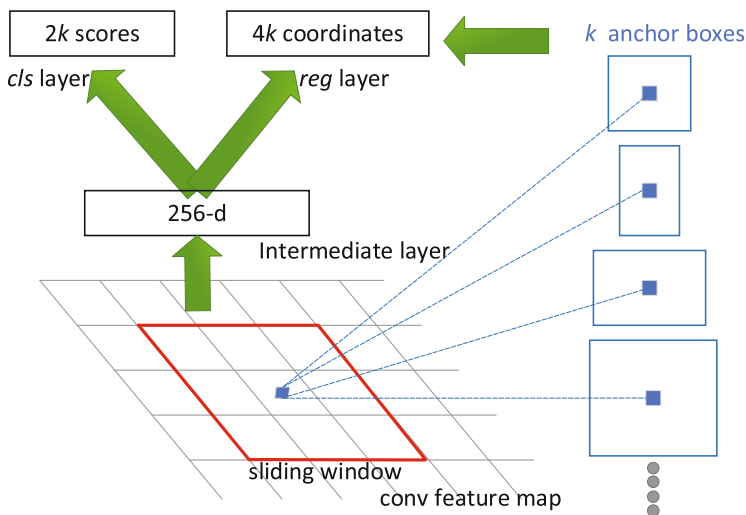 2k scores
4k coordinates
k anchor boxes
cls layer
reg layer
256-d
Intermediate layer
sliding window
conv feature map